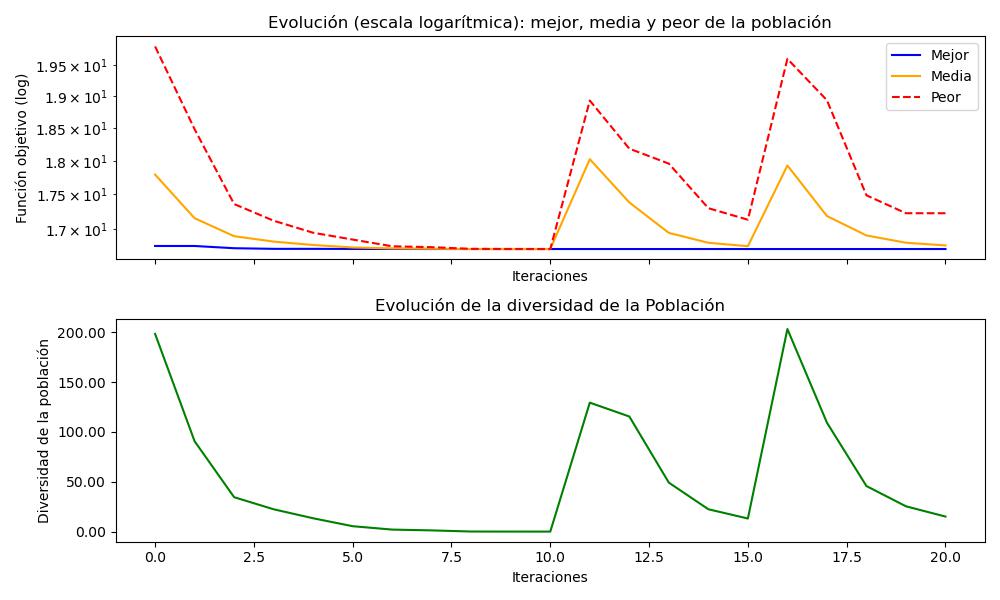 Evolución (escala logarítmica): mejor, media y peor de la población
Función objetivo (log)
1.95 × 10¹
1.9 × 10¹
1.85 × 10¹
1.8 × 10¹
1.75 × 10¹
1.7 × 10¹
Mejor
Media
Peor
Iteraciones
Evolución de la diversidad de la Población
Diversidad de la población
200.00
150.00
100.00
50.00
0.00
0.0 2.5 5.0 7.5 10.0 12.5 15.0 17.5 20.0
Iteraciones